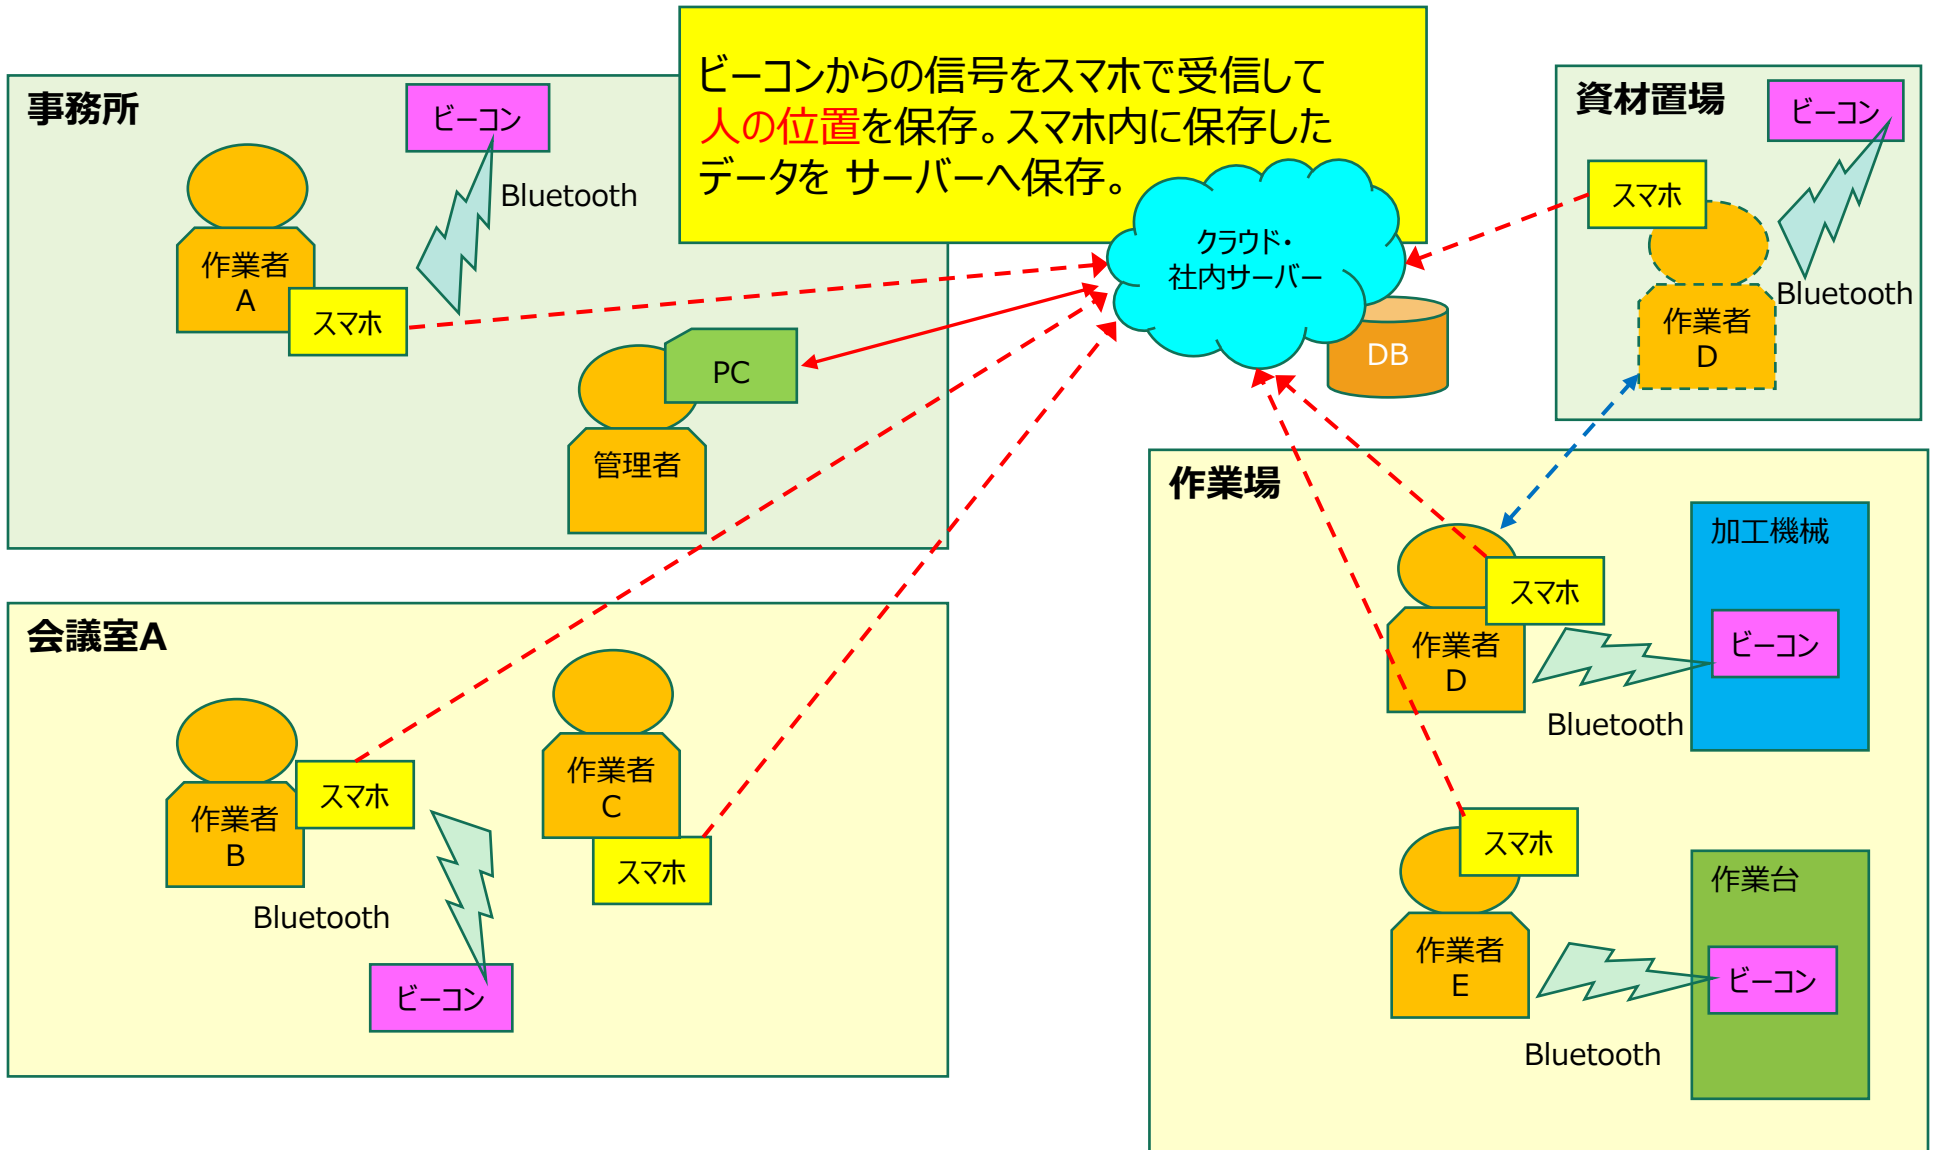 ビーコンからの信号をスマホで受信して
人の位置を保存。スマホ内に保存した
データを サーバーへ保存。
事務所
ビーコン
Bluetooth
作業者
A
スマホ
PC
管理者
クラウド・
社内サーバー
DB
資材置場
ビーコン
スマホ
Bluetooth
作業者
D
会議室A
作業者
B
スマホ
Bluetooth
ビーコン
作業者
C
スマホ
作業場
加工機械
スマホ
ビーコン
作業者
D
Bluetooth
スマホ
作業台
作業者
E
ビーコン
Bluetooth